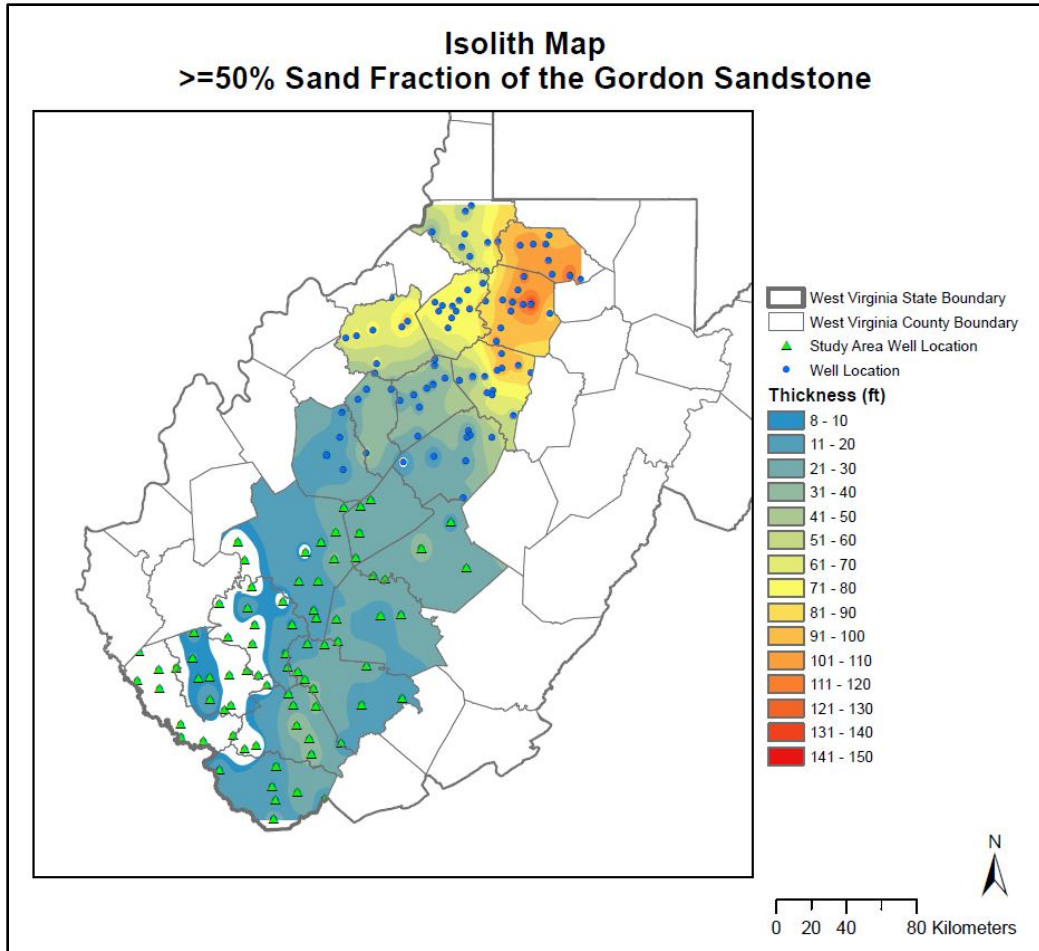 Isolith Map
>=50% Sand Fraction of the Gordon Sandstone
West Virginia State Boundary
West Virginia County Boundary
Study Area Well Location
Well Location
Thickness (ft)
8 - 10
11 - 20
21 - 30
31 - 40
41 - 50
51 - 60
61 - 70
71 - 80
81 - 90
91 - 100
101 - 110
111 - 120
121 - 130
131 - 140
141 - 150
N
0 20 40 80 Kilometers